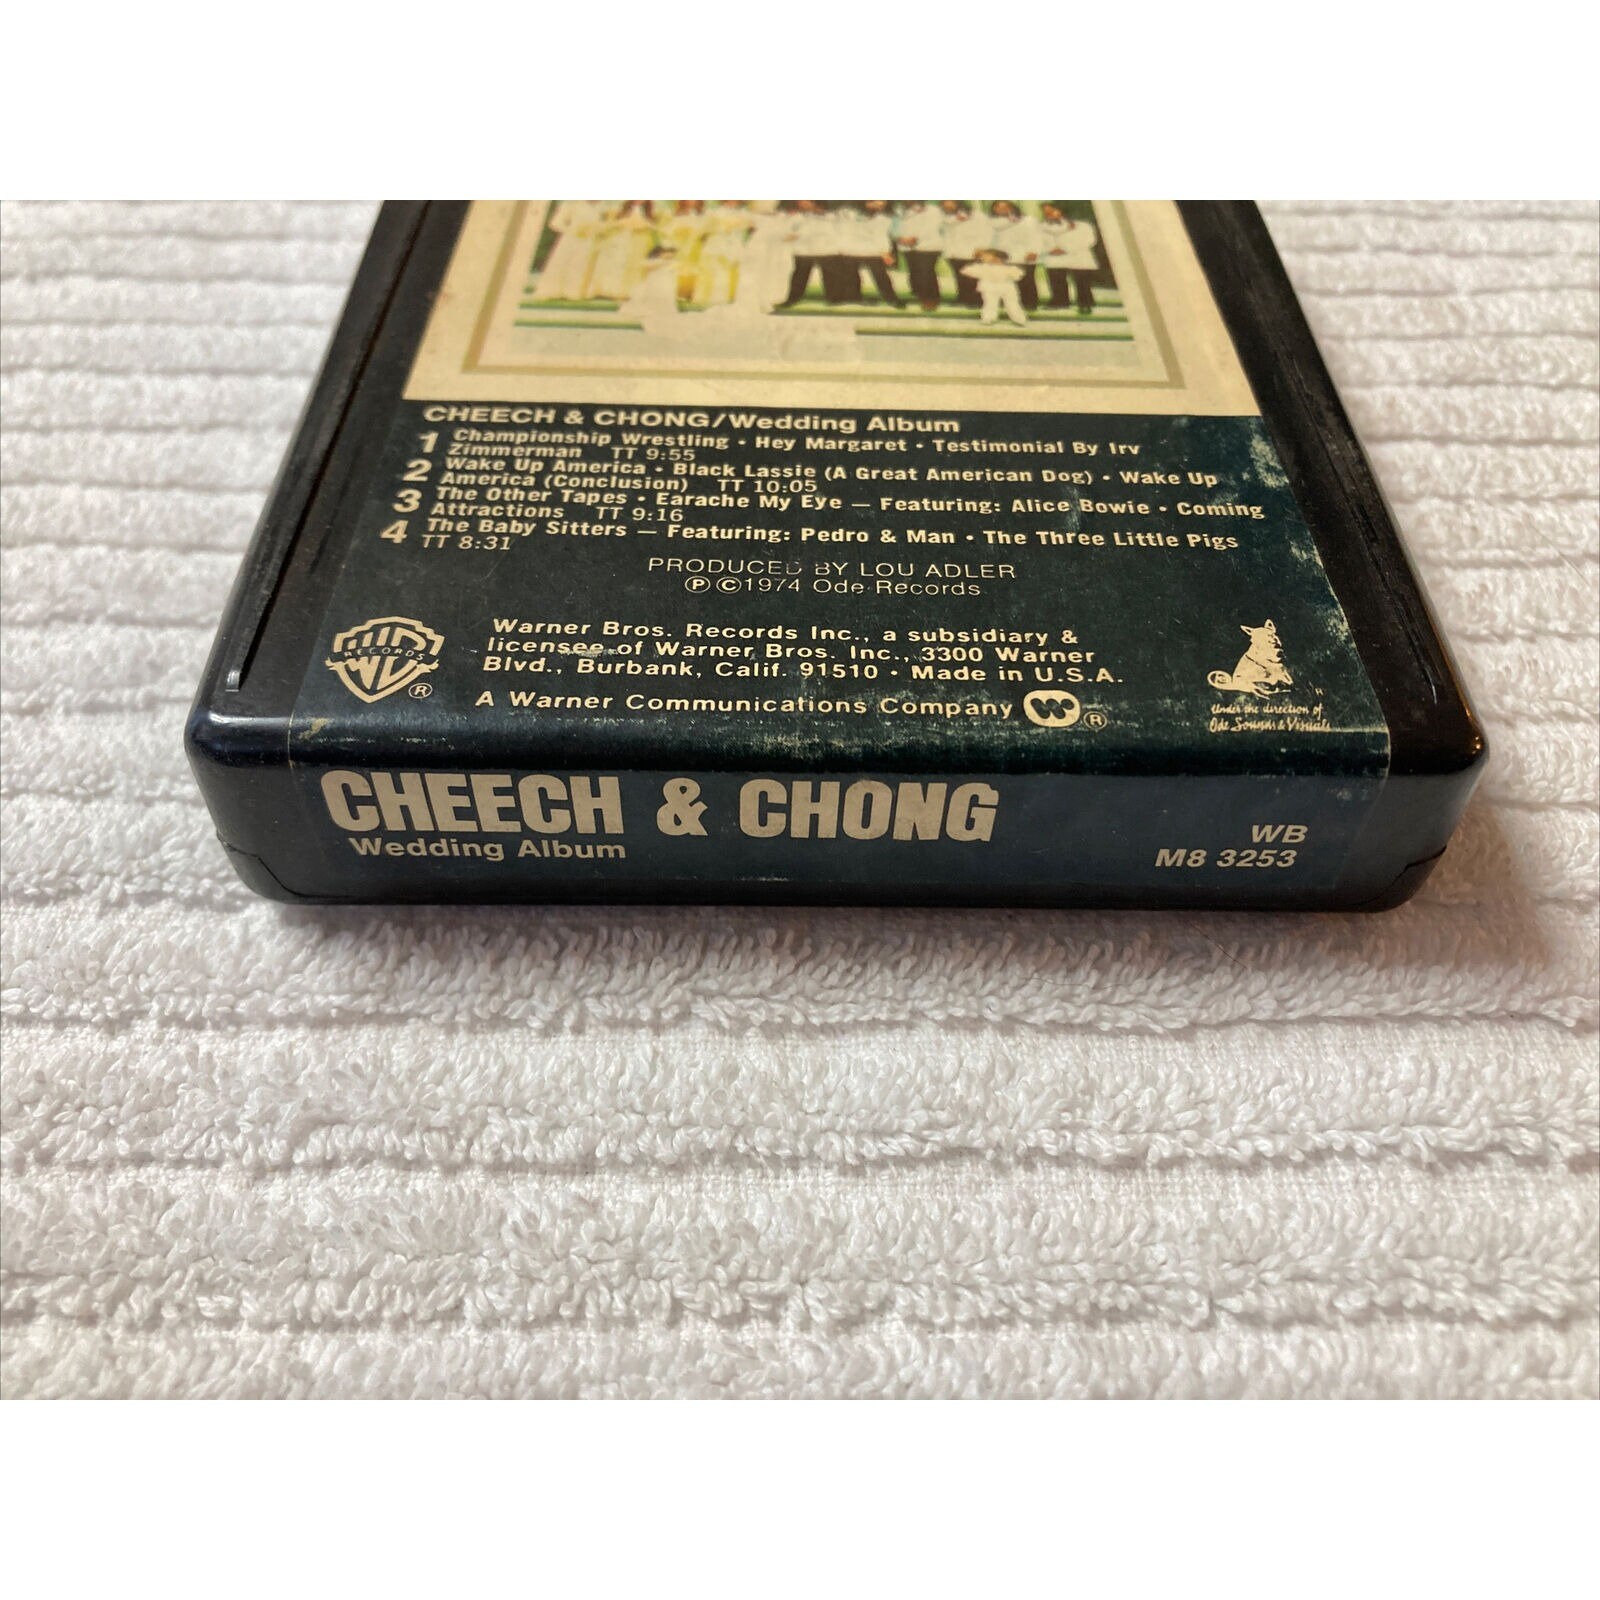 CHEECH & CHONG/Wedding Album
1 Championship Wrestling • Hey Margaret • Testimonial By Irv
Zimmerman TT 9:55
2 Wake Up America • Black Lassie (A Great American Dog) • Wake Up
America (Conclusion) TT 10:05
3 The Other Tapes • Earache My Eye — Featuring: Alice Bowie • Coming
Attractions TT 9:16
4 The Baby Sitters — Featuring: Pedro & Man • The Three Little Pigs
TT 8:31
PRODUCED BY LOU ADLER
℗ ©1974 Ode Records
WB
RECORDS
®
Warner Bros. Records Inc., a subsidiary &
licensee of Warner Bros. Inc., 3300 Warner
Blvd., Burbank, Calif. 91510 • Made in U.S.A.
A Warner Communications Company ®
Under the direction of
Ode Sounds & Visuals
CHEECH & CHONG
Wedding Album
WB
M8 3253